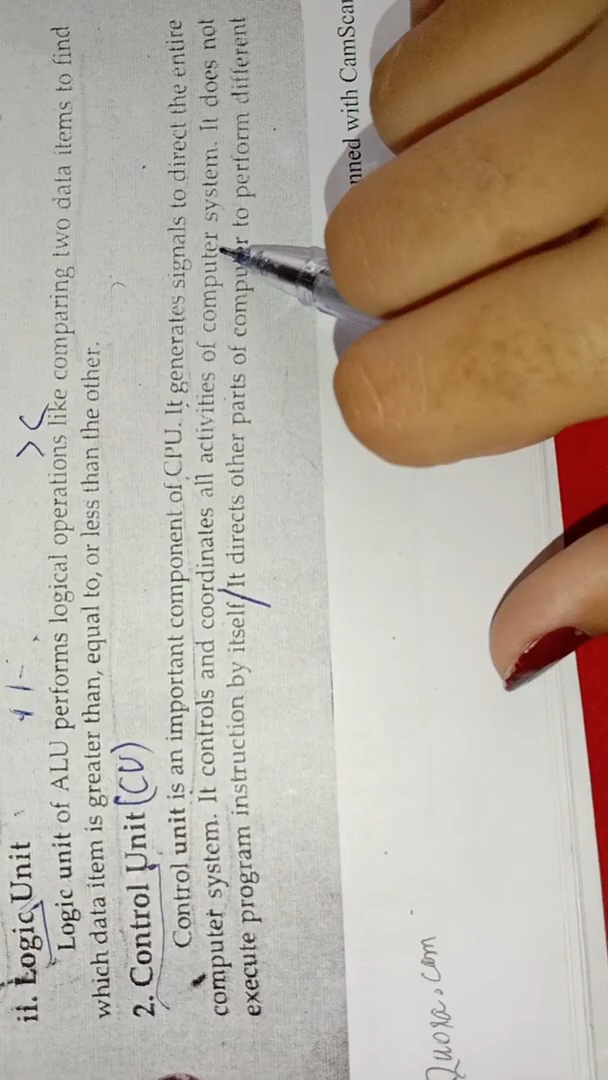 ii. Logic Unit
Logic unit of ALU performs logical operations like comparing two data items to find
which data item is greater than, equal to, or less than the other.
2. Control Unit (CU)
Control unit is an important component of CPU. It generates signals to direct the entire
computer system. It controls and coordinates all activities of computer system. It does not
execute program instruction by itself/It directs other parts of computer to perform different
nned with CamScan
Quora.com